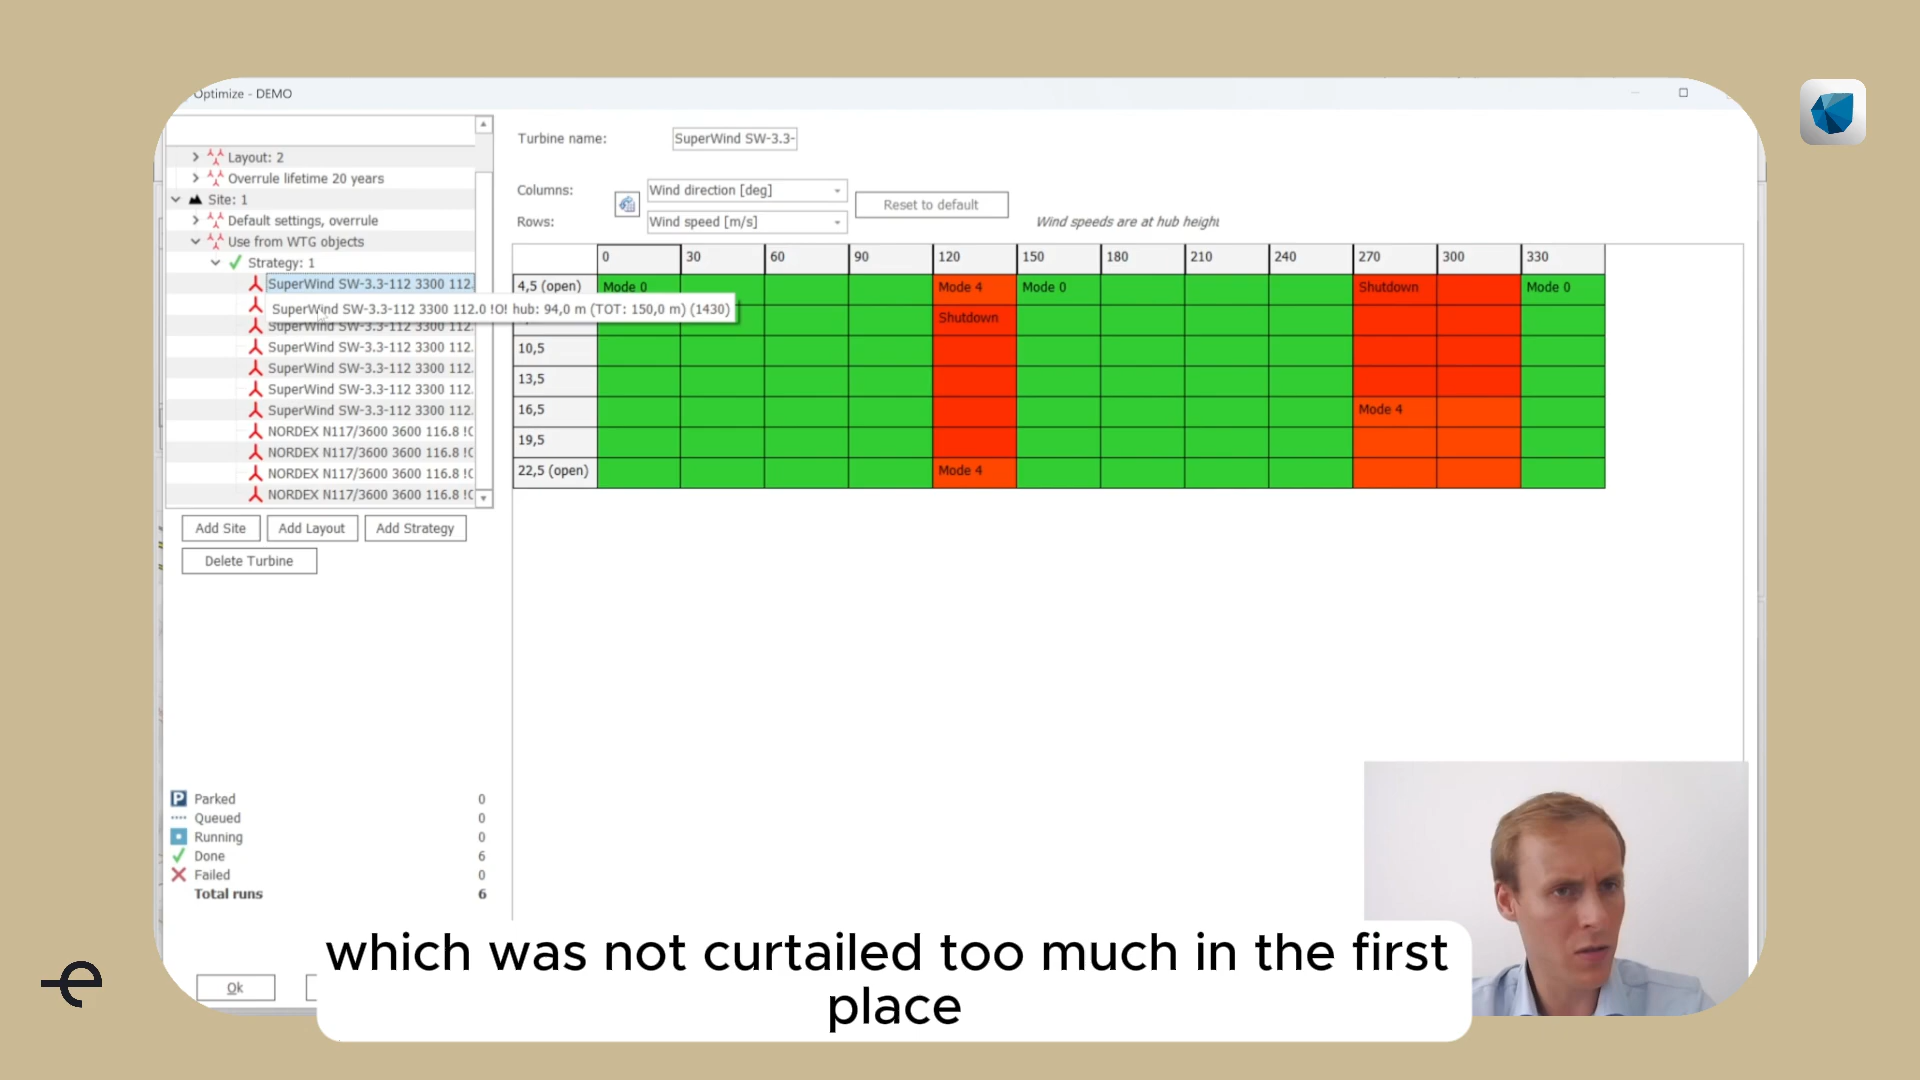 Optimize - DEMO
Layout: 2
Overrule lifetime 20 years
Site: 1
Default settings, overrule
Use from WTG objects
Strategy: 1
SuperWind SW-3.3-112 3300 112.
SuperWind SW-3.3-112 3300 112.0 !O! hub: 94,0 m (TOT: 150,0 m) (1430)
SuperWind SW-3.3-112 3300 112.
SuperWind SW-3.3-112 3300 112.
SuperWind SW-3.3-112 3300 112.
SuperWind SW-3.3-112 3300 112.
SuperWind SW-3.3-112 3300 112.
NORDEX N117/3600 3600 116.8 !O
NORDEX N117/3600 3600 116.8 !O
NORDEX N117/3600 3600 116.8 !O
NORDEX N117/3600 3600 116.8 !O
Add Site Add Layout Add Strategy
Delete Turbine
Parked 0
Queued 0
Running 0
Done 6
Failed 0
Total runs 6
Ok
Turbine name: SuperWind SW-3.3-
Columns: Wind direction [deg]
Rows: Wind speed [m/s]
Reset to default
Wind speeds are at hub height
0 30 60 90 120 150 180 210 240 270 300 330
4,5 (open) Mode 0 Mode 4 Mode 0 Shutdown Mode 0
Shutdown
10,5
13,5
16,5 Mode 4
19,5
22,5 (open) Mode 4
which was not curtailed too much in the first
place